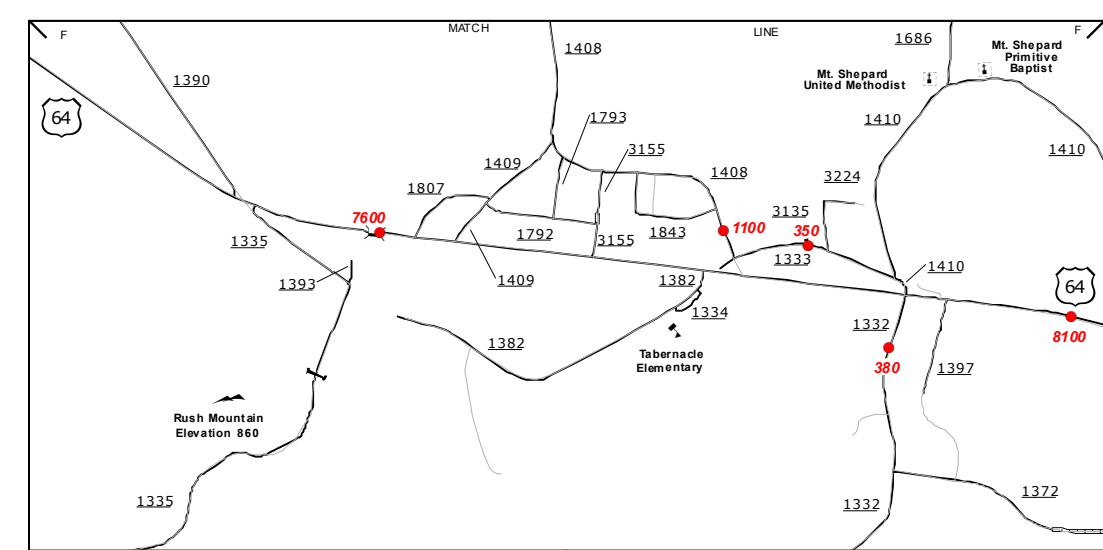 F
MATCH
LINE
F
1408
1686
Mt. Shepard
Primitive
Baptist
1390
Mt. Shepard
United Methodist
64
1793
1410
3155
1410
1409
1408
3224
1807
7600
3135
350
1100
1335
1792
3155
1843
1333
1393
1409
1382
1410
64
1334
1332
8100
1382
380
Tabernacle
Elementary
1397
Rush Mountain
Elevation 860
1335
1332
1372